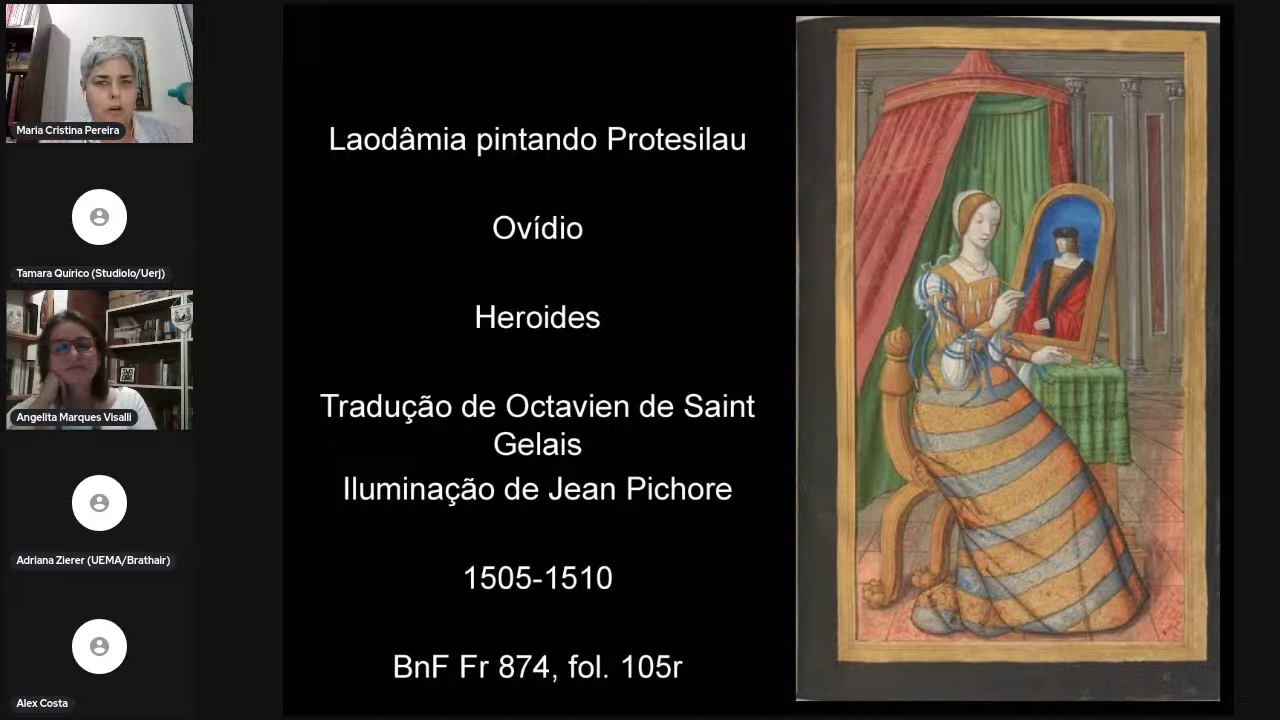 Maria Cristina Pereira
Tamara Quírico (Studiolo/Uerj)
Angelita Marques Visalli
Adriana Zierer (UEMA/Brathair)
Alex Costa
Laodâmia pintando Protesilau
Ovídio
Heroides
Tradução de Octavien de Saint
Gelais
Iluminação de Jean Pichore
1505-1510
BnF Fr 874, fol. 105r